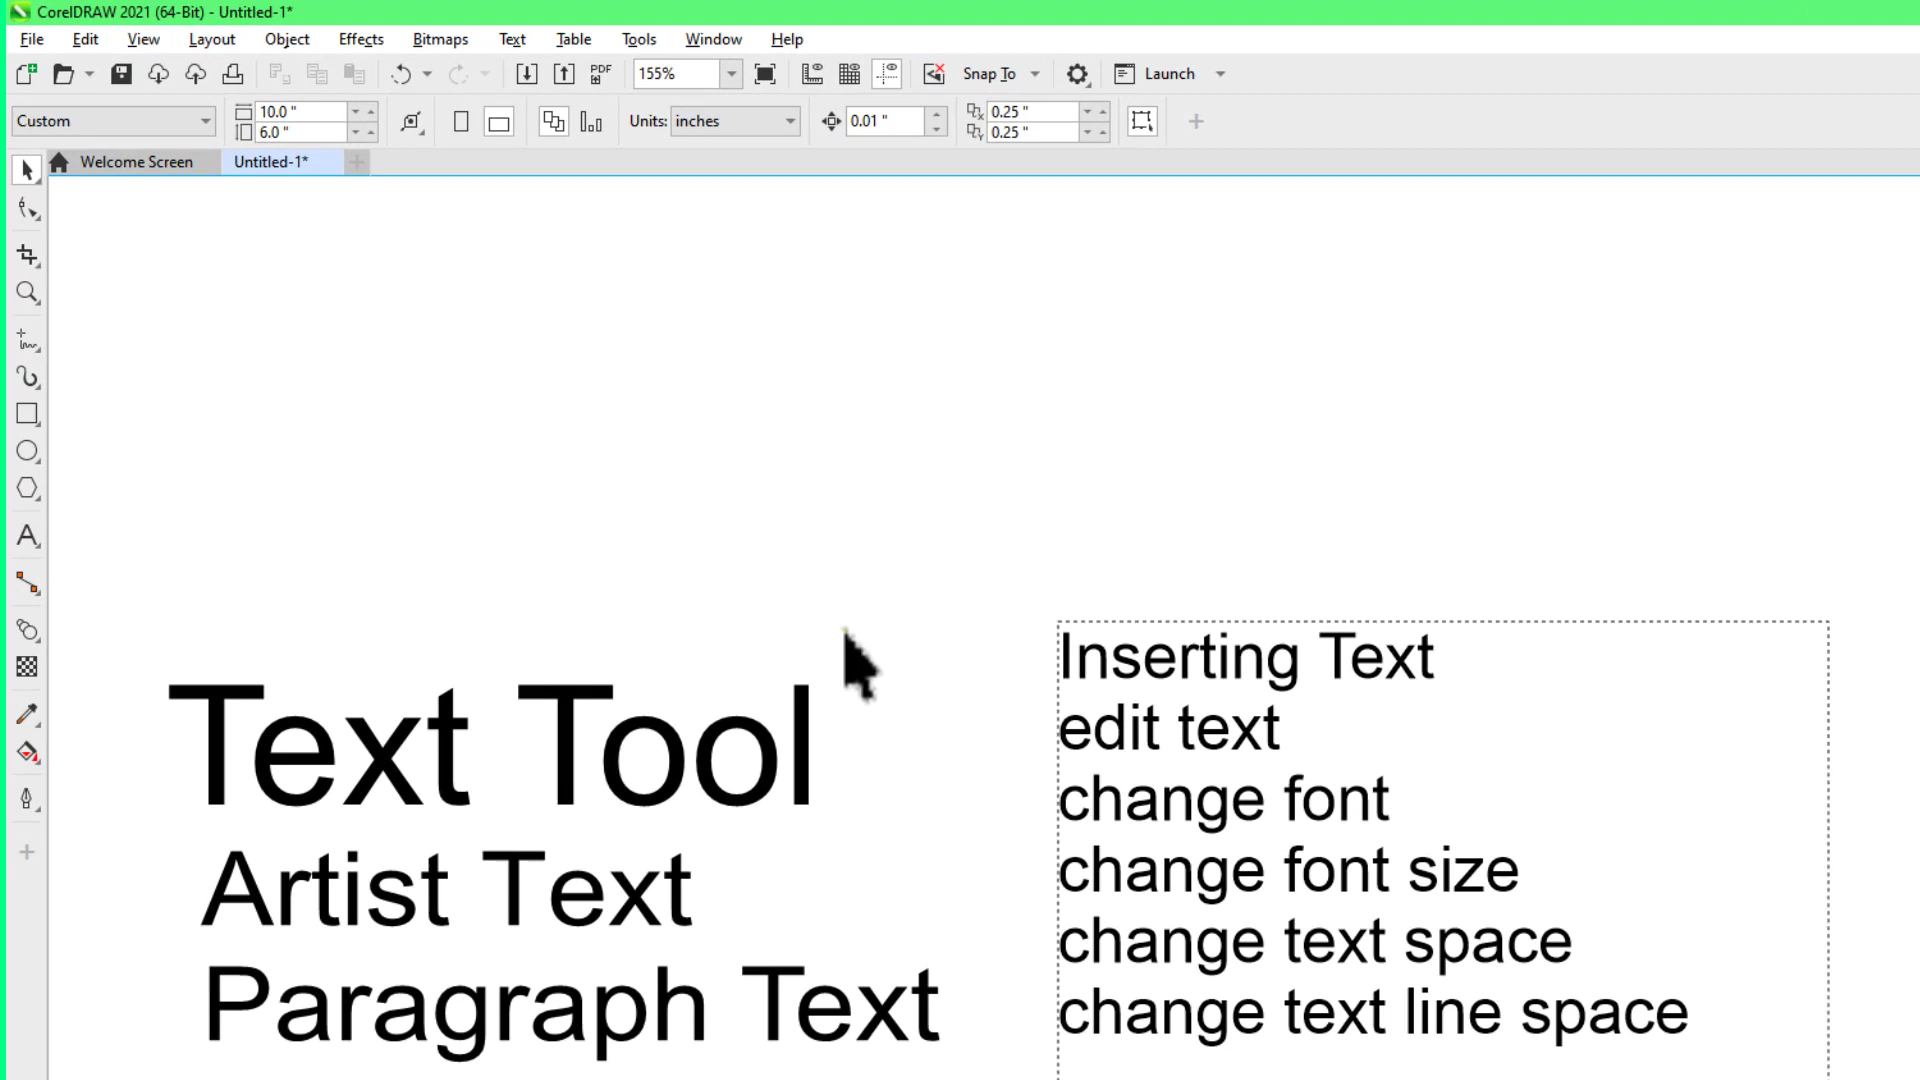 CorelDRAW 2021 (64-Bit) - Untitled-1*
File Edit View Layout Object Effects Bitmaps Text Table Tools Window Help
PDF 155% Snap To Launch
Custom 10.0 " 6.0 " Units: inches 0.01 " 0.25 " 0.25 "
Welcome Screen Untitled-1*
Text Tool
Artist Text
Paragraph Text
Inserting Text
edit text
change font
change font size
change text space
change text line space